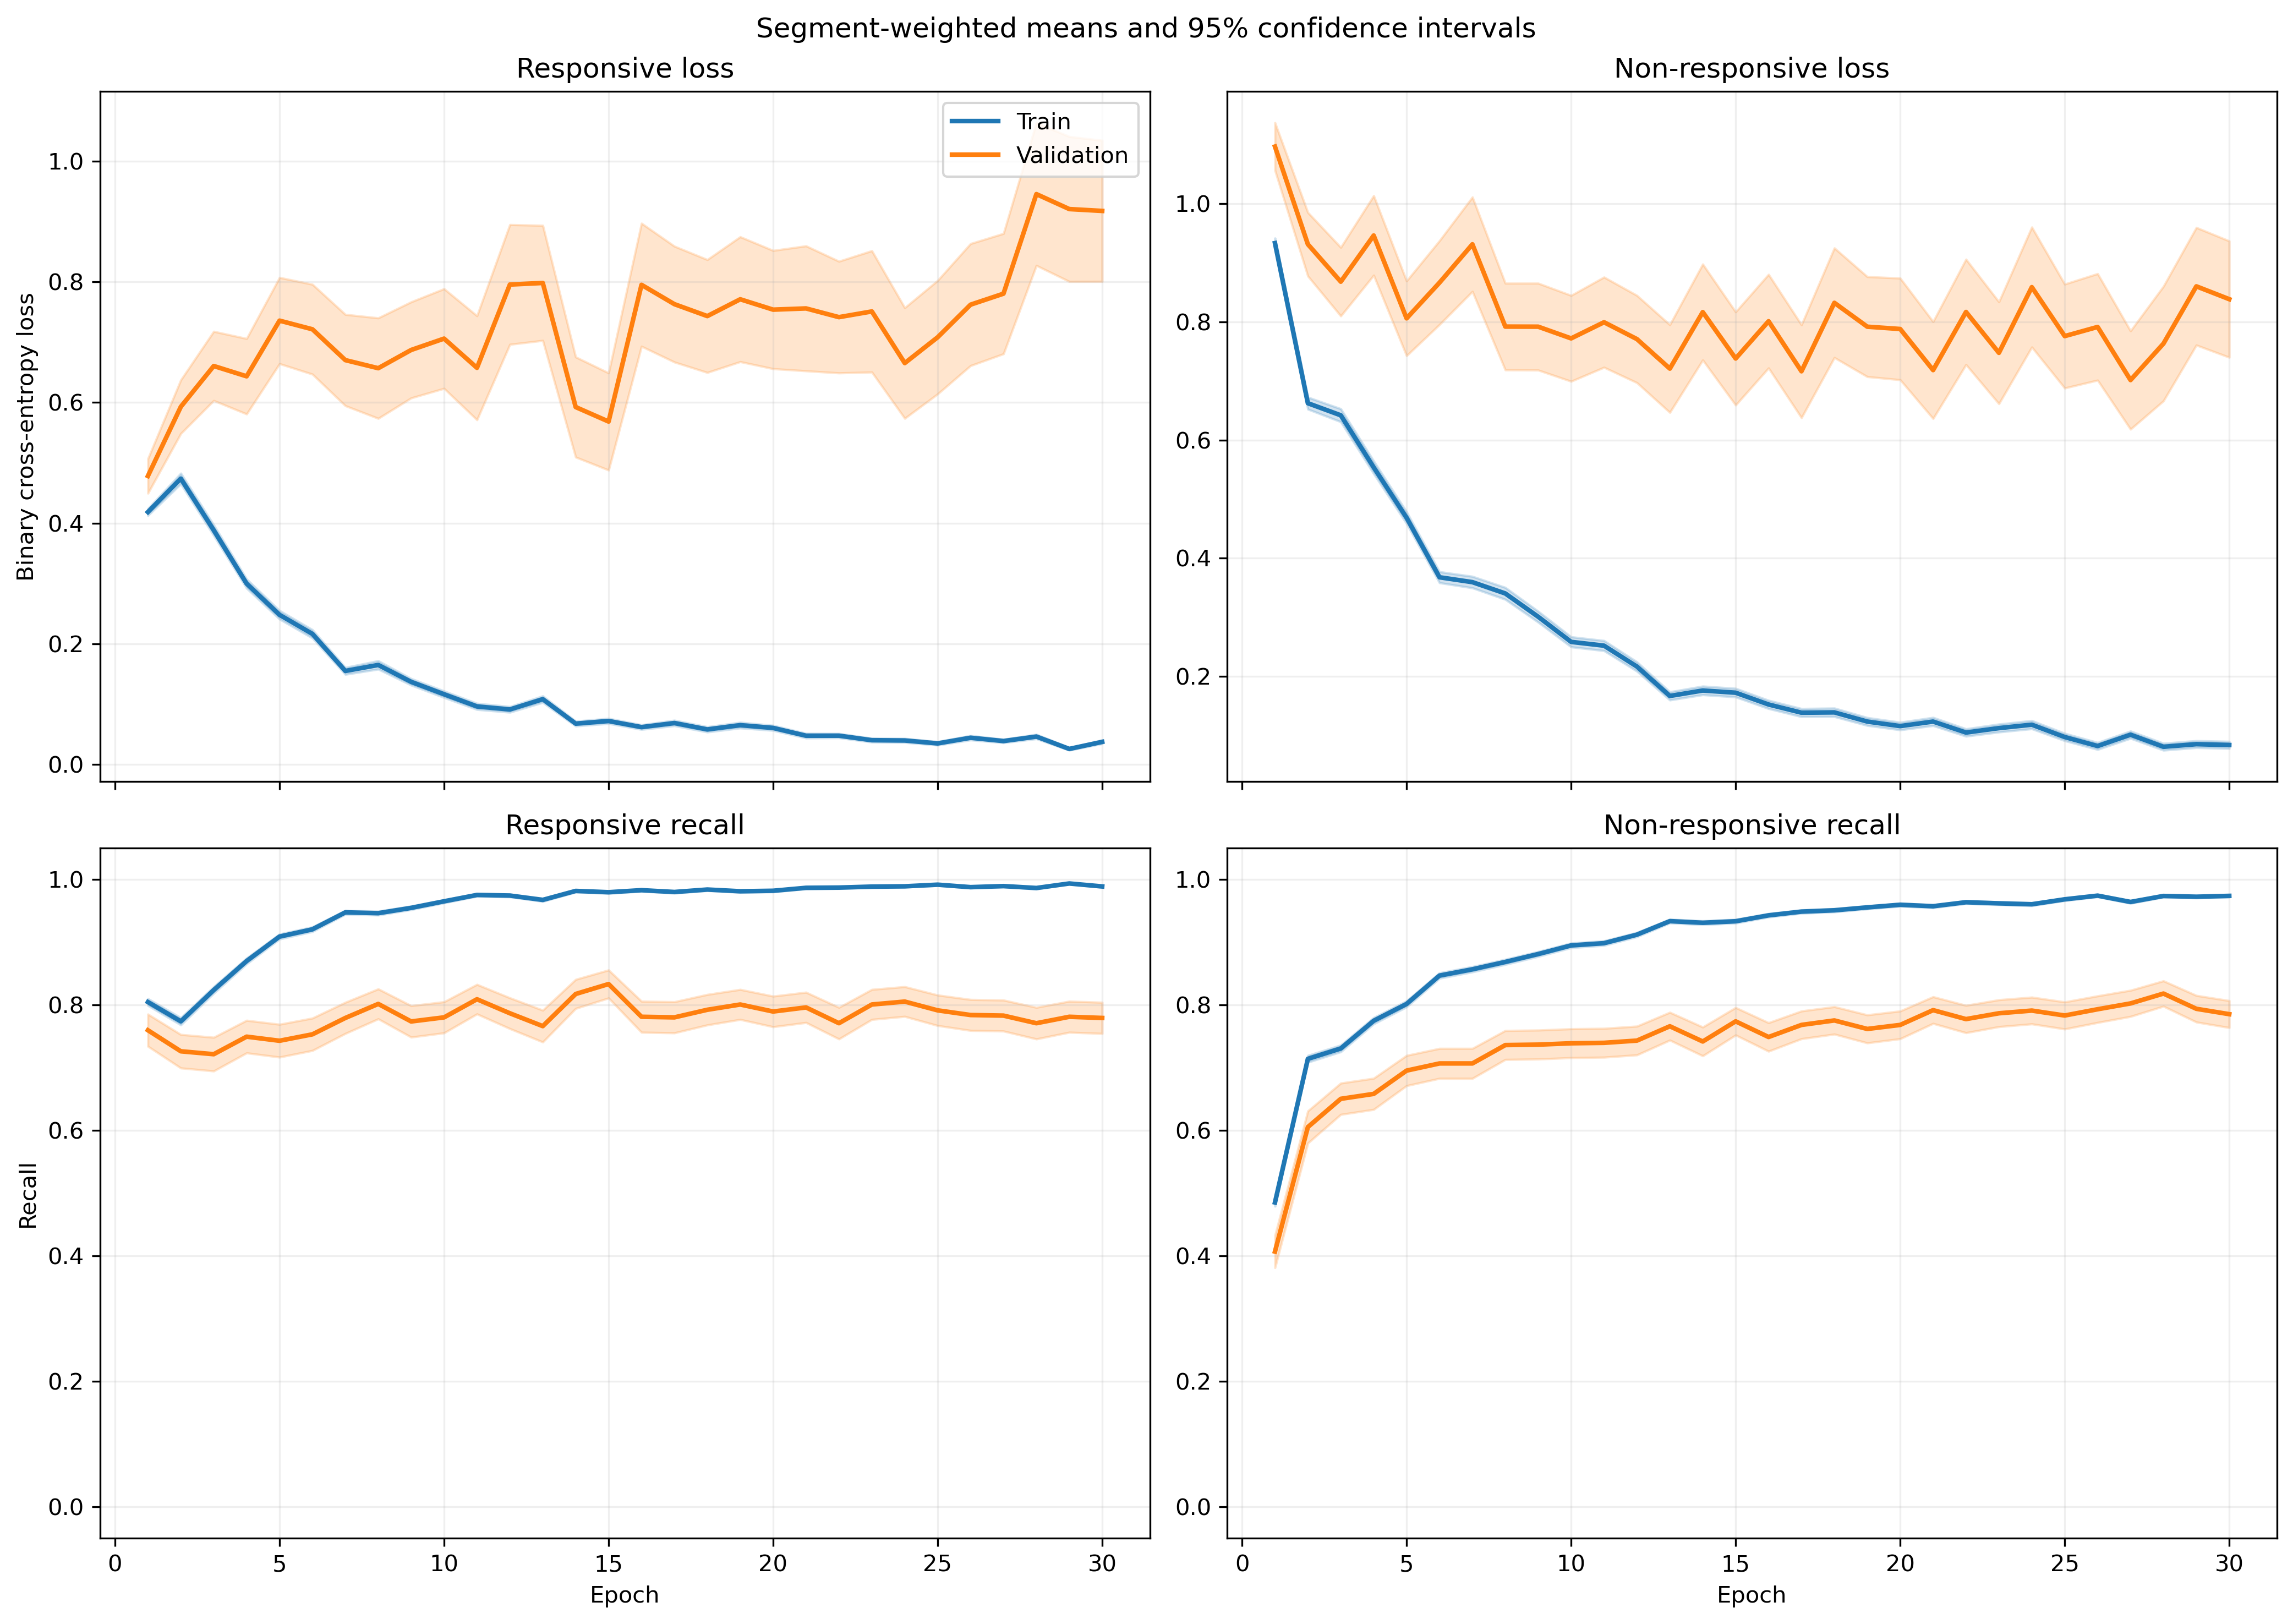 Segment-weighted means and 95% confidence intervals
Responsive loss
Non-responsive loss
Train
Validation
Binary cross-entropy loss
1.0
0.8
0.6
0.4
0.2
0.0
1.0
0.8
0.6
0.4
0.2
Responsive recall
Non-responsive recall
Recall
1.0
0.8
0.6
0.4
0.2
0.0
0 5 10 15 20 25 30
Epoch
1.0
0.8
0.6
0.4
0.2
0.0
0 5 10 15 20 25 30
Epoch